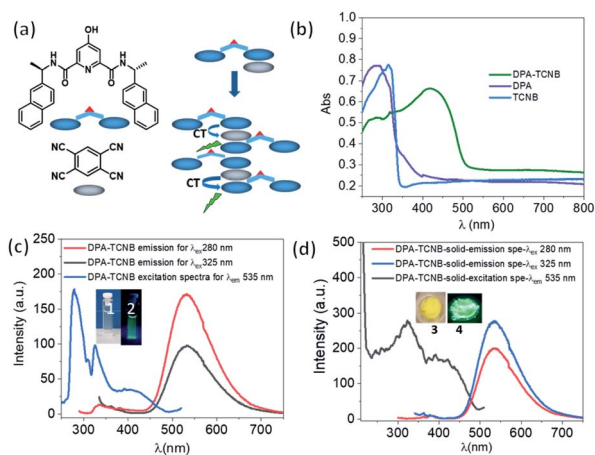 (a)
OH
H
N
O
N
O
H
N
NC
CN
NC
CN
CT
CT
(b)
Abs
0.9
0.8
0.7
0.6
0.5
0.4
0.3
0.2
DPA-TCNB
DPA
TCNB
300 400 500 600 700 800
λ (nm)
(c)
Intensity (a.u.)
250
200
150
100
50
0
DPA-TCNB emission for λex280 nm
DPA-TCNB emission for λex325 nm
DPA-TCNB excitation spectra for λem 535 nm
1 2
300 400 500 600 700
λ(nm)
(d)
Intensity (a.u.)
500
400
300
200
100
0
DPA-TCNB-solid-emission spe-λex 280 nm
DPA-TCNB-solid-emission spe-λex 325 nm
DPA-TCNB-solid-excitation spe-λem 535 nm
3 4
200 300 400 500 600 700
λ(nm)